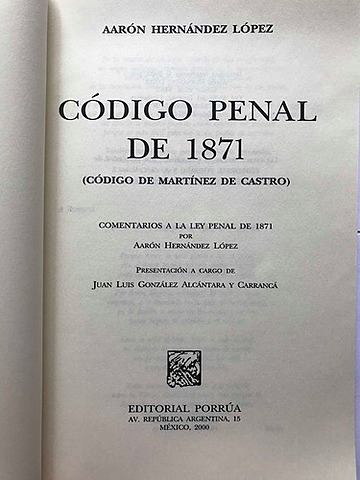 AARÓN HERNÁNDEZ LÓPEZ
CÓDIGO PENAL
DE 1871
(CÓDIGO DE MARTÍNEZ DE CASTRO)
COMENTARIOS A LA LEY PENAL DE 1871
POR
AARÓN HERNÁNDEZ LÓPEZ
PRESENTACIÓN A CARGO DE
JUAN LUIS GONZÁLEZ ALCÁNTARA Y CARRANCÁ
EDITORIAL PORRÚA
AV. REPÚBLICA ARGENTINA, 15
MÉXICO, 2000